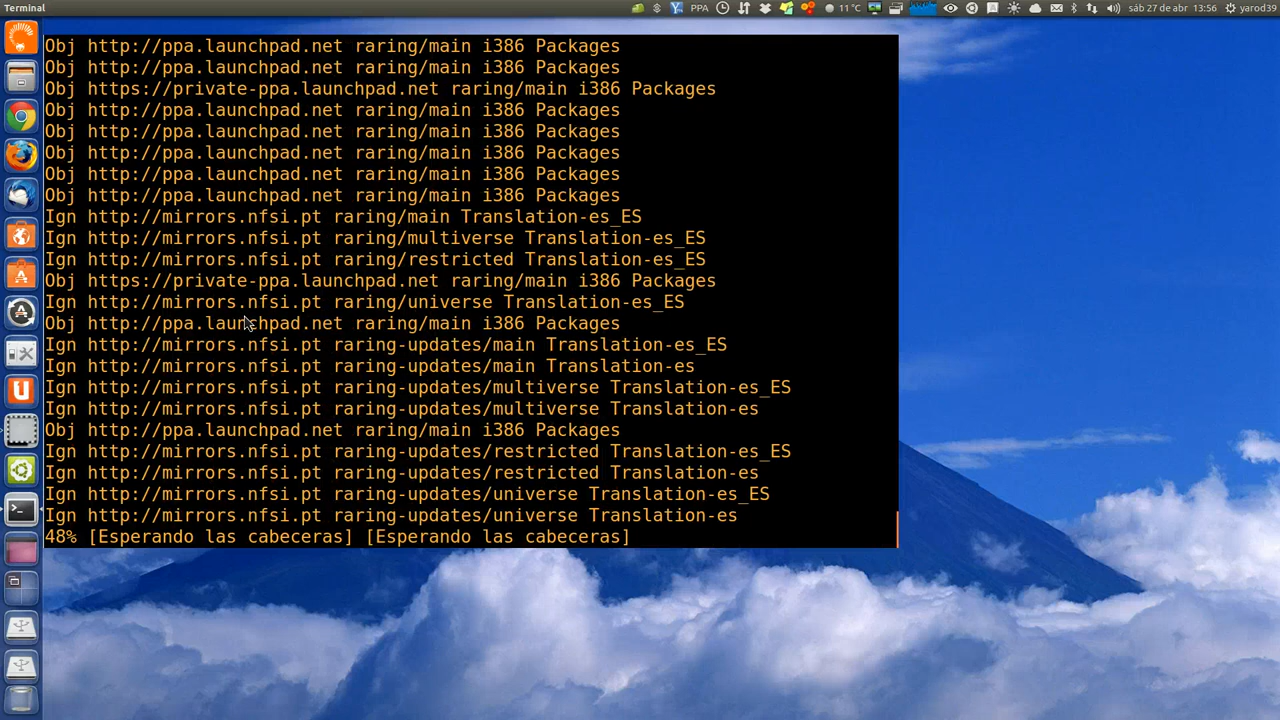 Terminal
PPA
11 °C
sáb 27 de abr
13:56
yarod39
Obj http://ppa.launchpad.net raring/main i386 Packages
Obj http://ppa.launchpad.net raring/main i386 Packages
Obj https://private-ppa.launchpad.net raring/main i386 Packages
Obj http://ppa.launchpad.net raring/main i386 Packages
Obj http://ppa.launchpad.net raring/main i386 Packages
Obj http://ppa.launchpad.net raring/main i386 Packages
Obj http://ppa.launchpad.net raring/main i386 Packages
Obj http://ppa.launchpad.net raring/main i386 Packages
Ign http://mirrors.nfsi.pt raring/main Translation-es_ES
Ign http://mirrors.nfsi.pt raring/multiverse Translation-es_ES
Ign http://mirrors.nfsi.pt raring/restricted Translation-es_ES
Obj https://private-ppa.launchpad.net raring/main i386 Packages
Ign http://mirrors.nfsi.pt raring/universe Translation-es_ES
Obj http://ppa.launchpad.net raring/main i386 Packages
Ign http://mirrors.nfsi.pt raring-updates/main Translation-es_ES
Ign http://mirrors.nfsi.pt raring-updates/main Translation-es
Ign http://mirrors.nfsi.pt raring-updates/multiverse Translation-es_ES
Ign http://mirrors.nfsi.pt raring-updates/multiverse Translation-es
Obj http://ppa.launchpad.net raring/main i386 Packages
Ign http://mirrors.nfsi.pt raring-updates/restricted Translation-es_ES
Ign http://mirrors.nfsi.pt raring-updates/restricted Translation-es
Ign http://mirrors.nfsi.pt raring-updates/universe Translation-es_ES
Ign http://mirrors.nfsi.pt raring-updates/universe Translation-es
48% [Esperando las cabeceras] [Esperando las cabeceras]